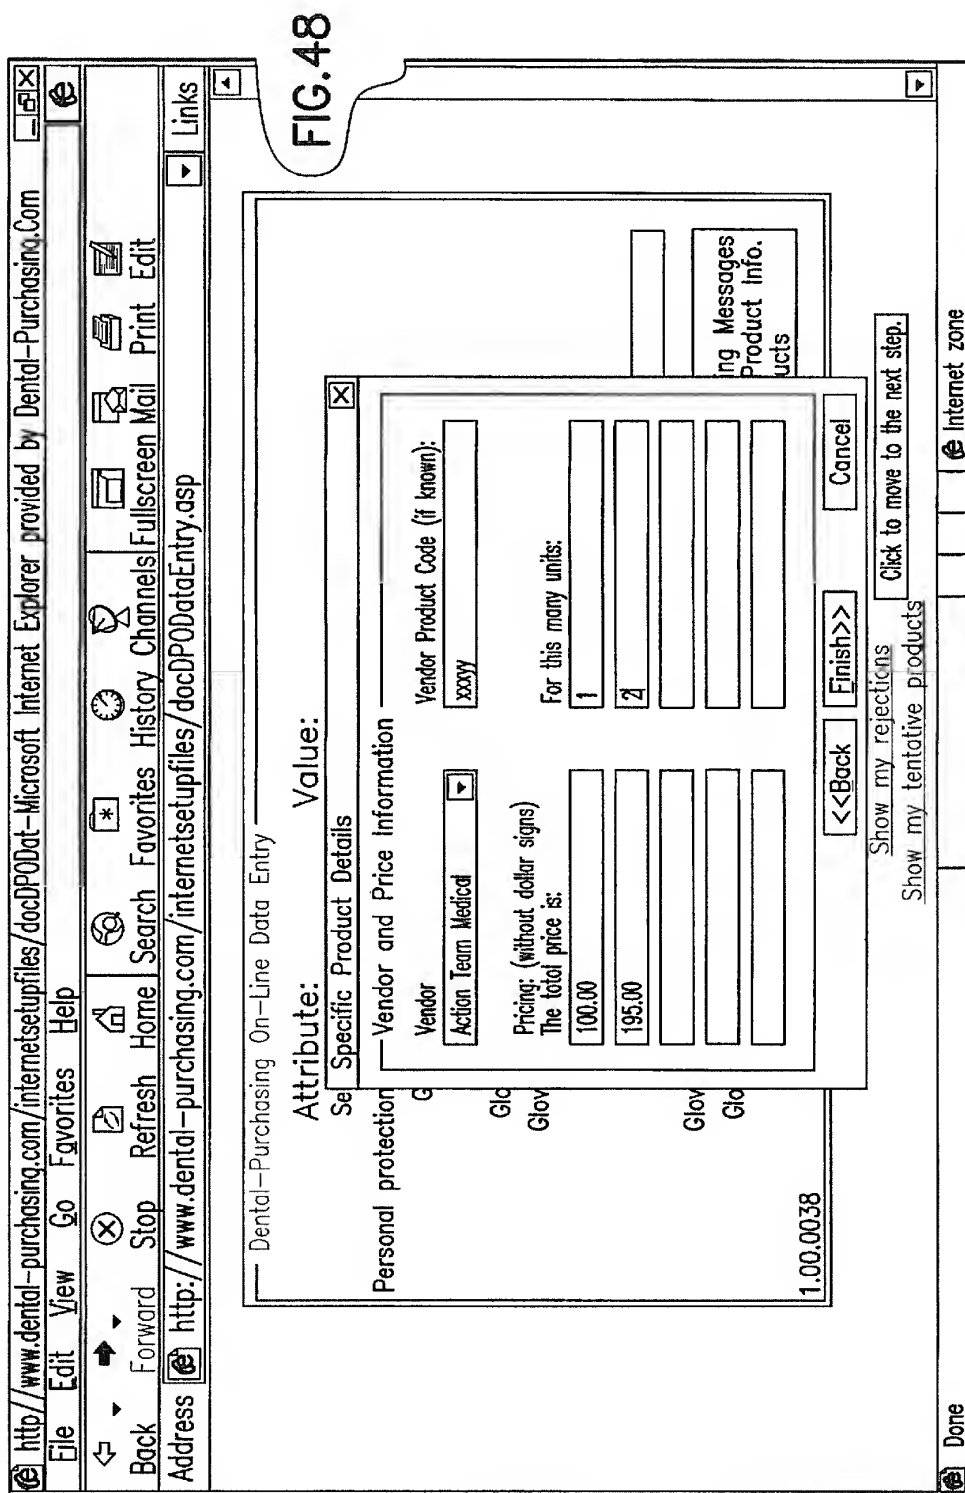 http//www.dental-purchasing.com/internetsetupfiles/docDPODat-Microsoft Internet Explorer provided by Dental-Purchasing.Com
File Edit View Go Favorites Help
Back Forward Stop Refresh Home Search Favorites History Channels Fullscreen Mail Print Edit
Address http://www.dental-purchasing.com/internetsetupfiles/docDPODataEntry.asp Links
FIG.48
Dental-Purchasing On-Line Data Entry
Attribute: Value:
Se
Specific Product Details
Personal protection
Vendor and Price Information
G
Vendor Vendor Product Code (if known):
Action Team Medical xxxyy
Glo
Pricing: (without dollar signs)
Glov
The total price is: For this many units:
100.00 1
195.00 2
Glov
ing Messages
Glo
Product Info.
ucts
1.00.0038
<<Back Finish>> Cancel
Show my rejections
Click to move to the next step.
Show my tentative products
Done Internet zone